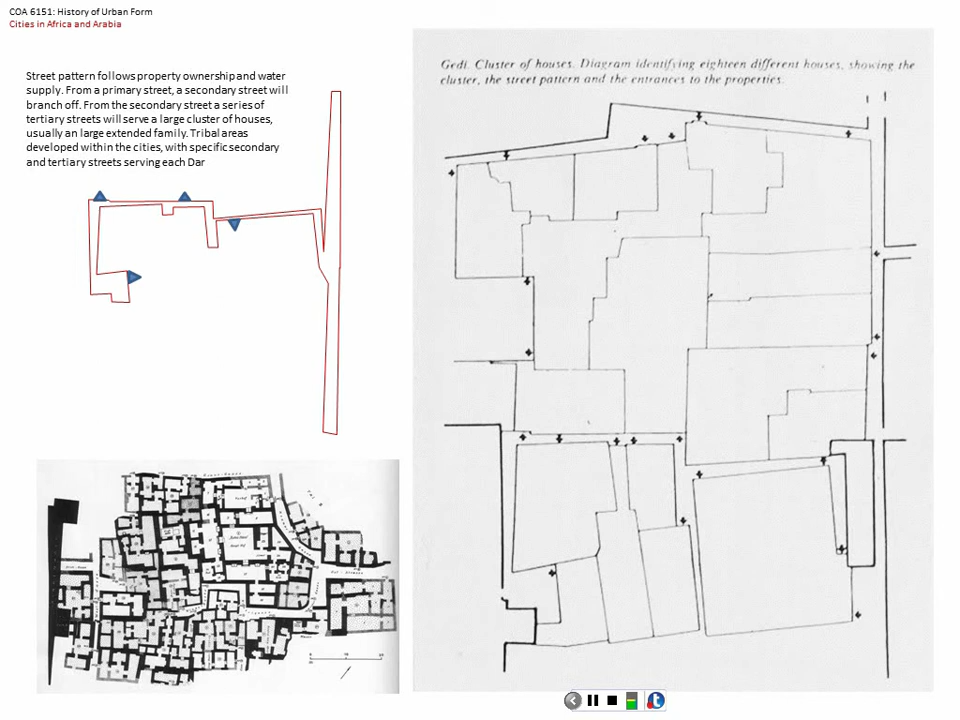 COA 6151: History of Urban Form
Cities in Africa and Arabia
Street pattern follows property ownership and water
supply. From a primary street, a secondary street will
branch off. From the secondary street a series of
tertiary streets will serve a large cluster of houses,
usually an large extended family. Tribal areas
developed within the cities, with specific secondary
and tertiary streets serving each Dar
Gedi. Cluster of houses. Diagram identifying eighteen different houses, showing the
cluster, the street pattern and the entrances to the properties.